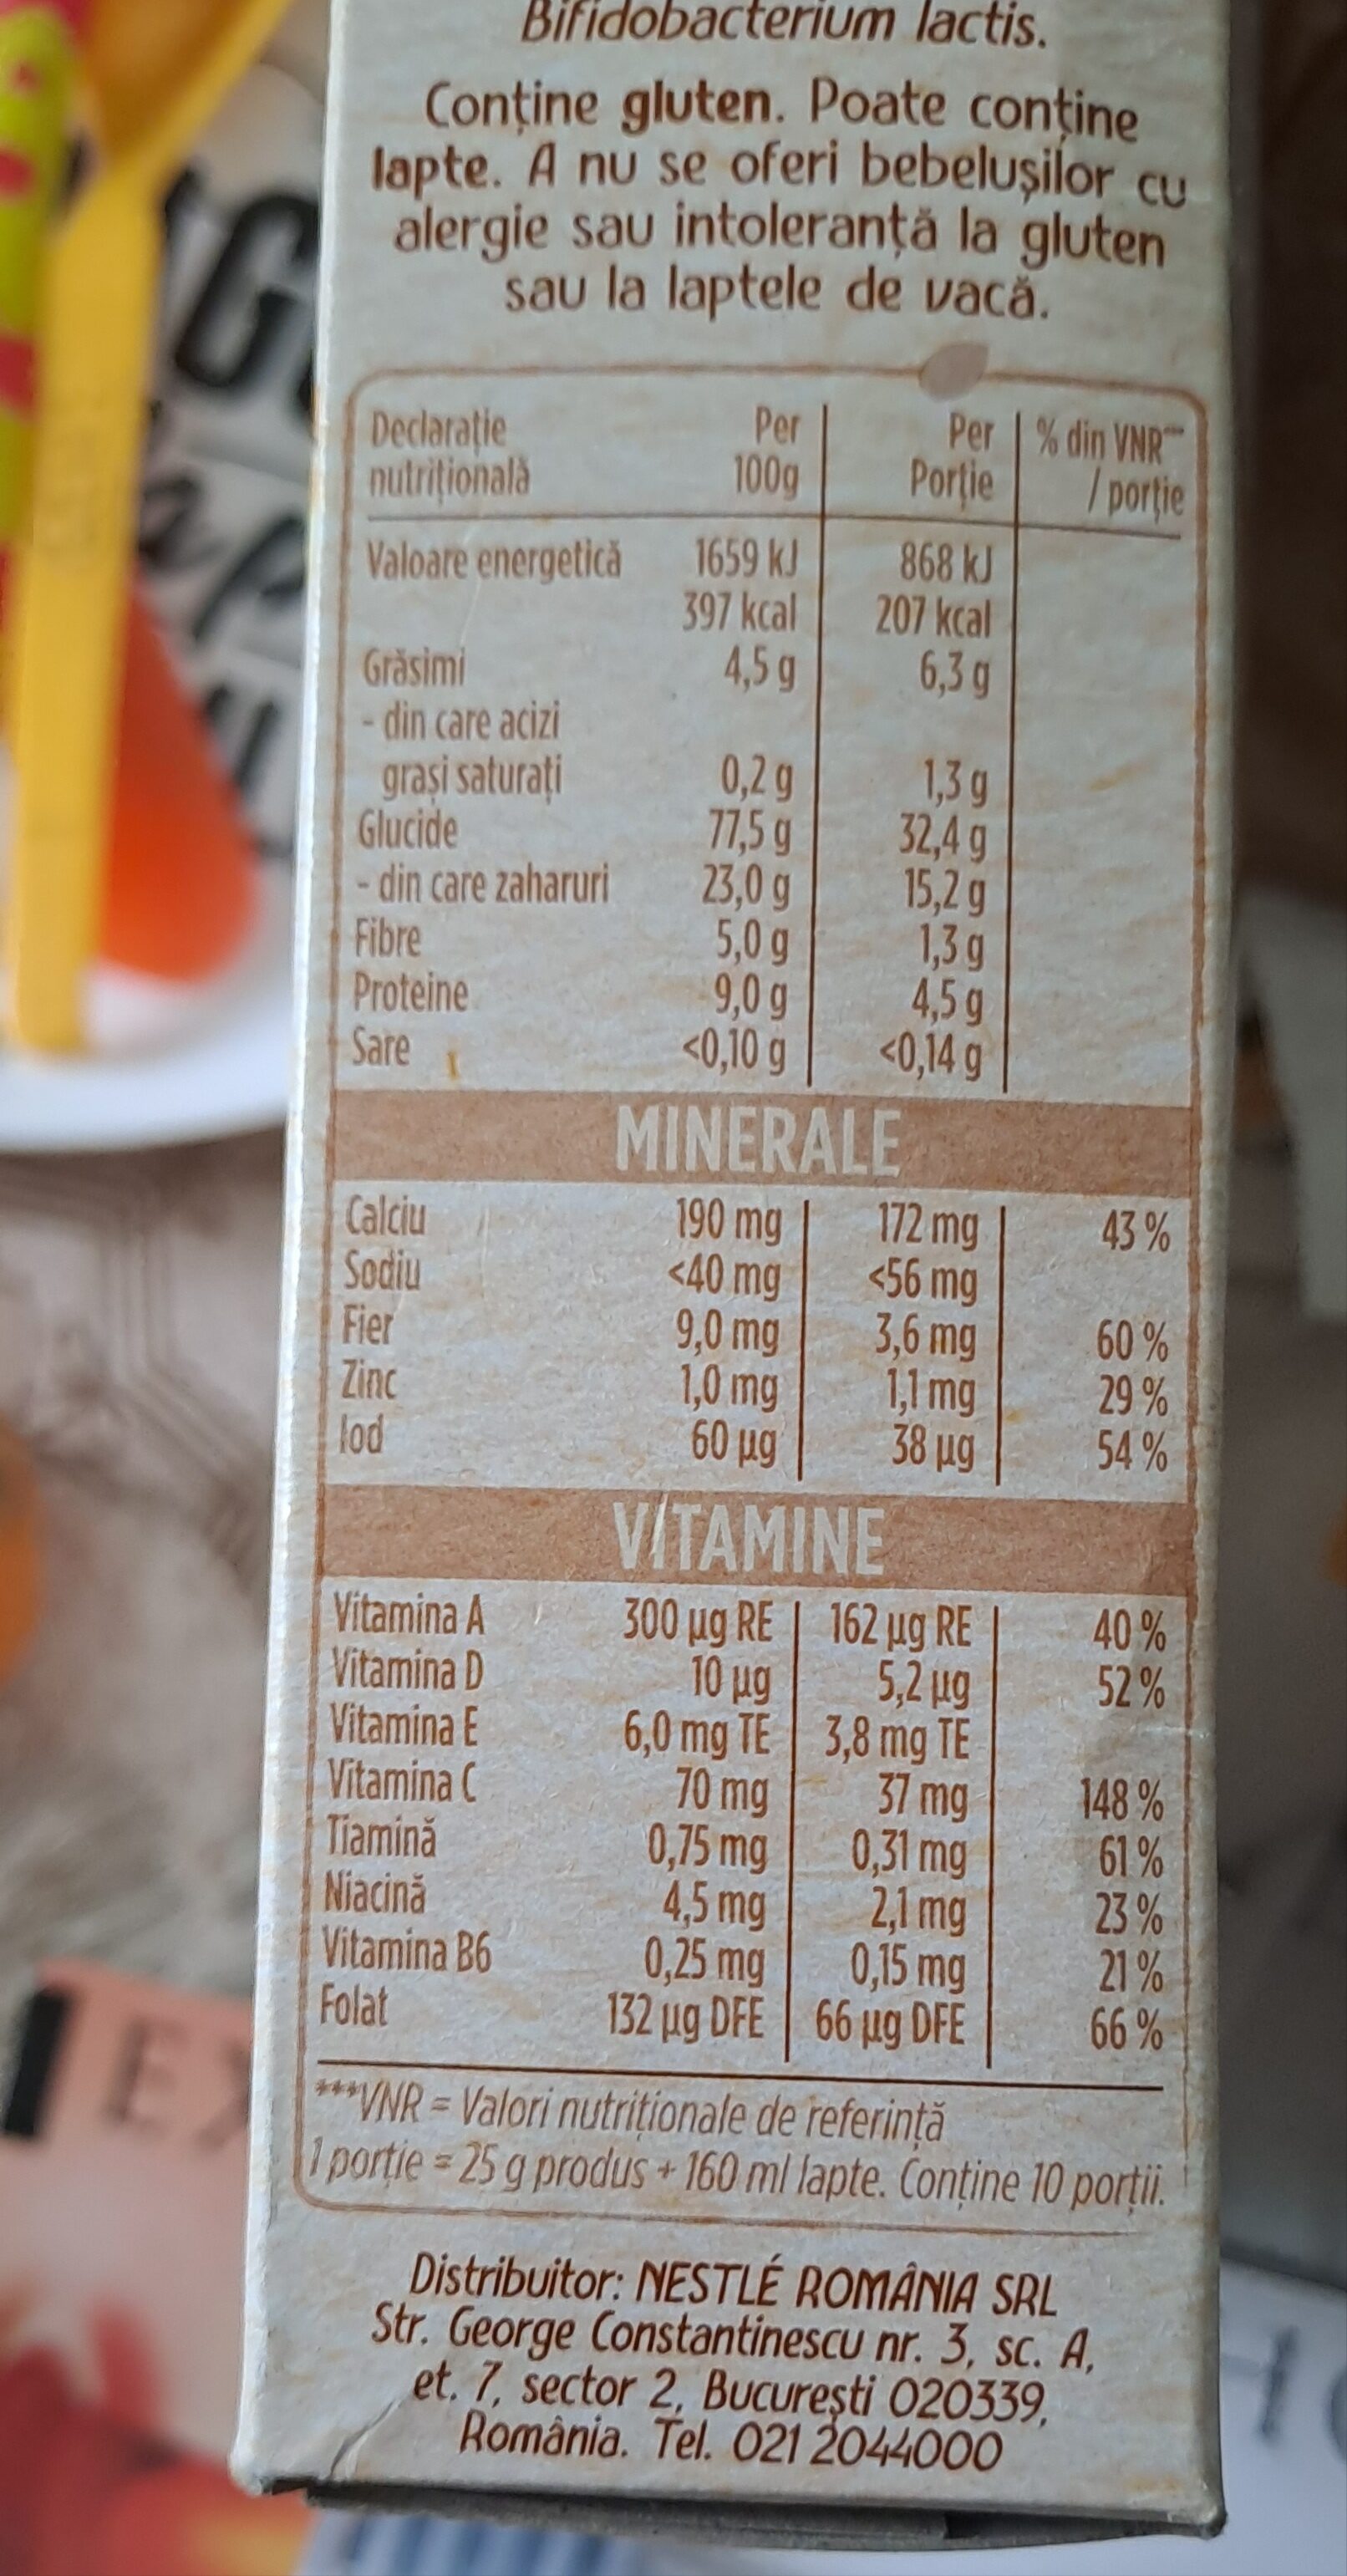 Bifidobacterium lactis.
Conține gluten. Poate conține
lapte. A nu se oferi bebelușilor cu
alergie sau intoleranță la gluten
sau la laptele de vacă.
Declarație nutrițională Per 100g Per Porție % din VNR*** / porție
Valoare energetică 1659 kJ 868 kJ
397 kcal 207 kcal
Grăsimi 4,5 g 6,3 g
- din care acizi
grași saturați 0,2 g 1,3 g
Glucide 77,5 g 32,4 g
- din care zaharuri 23,0 g 15,2 g
Fibre 5,0 g 1,3 g
Proteine 9,0 g 4,5 g
Sare <0,10 g <0,14 g
MINERALE
Calciu 190 mg 172 mg 43 %
Sodiu <40 mg <56 mg
Fier 9,0 mg 3,6 mg 60 %
Zinc 1,0 mg 1,1 mg 29 %
Iod 60 µg 38 µg 54 %
VITAMINE
Vitamina A 300 µg RE 162 µg RE 40 %
Vitamina D 10 µg 5,2 µg 52 %
Vitamina E 6,0 mg TE 3,8 mg TE
Vitamina C 70 mg 37 mg 148 %
Tiamină 0,75 mg 0,31 mg 61 %
Niacină 4,5 mg 2,1 mg 23 %
Vitamina B6 0,25 mg 0,15 mg 21 %
Folat 132 µg DFE 66 µg DFE 66 %
***VNR = Valori nutriționale de referință
1 porție = 25 g produs + 160 ml lapte. Conține 10 porții.
Distribuitor: NESTLÉ ROMÂNIA SRL
Str. George Constantinescu nr. 3, sc. A,
et. 7, sector 2, București 020339,
România. Tel. 021 2044000